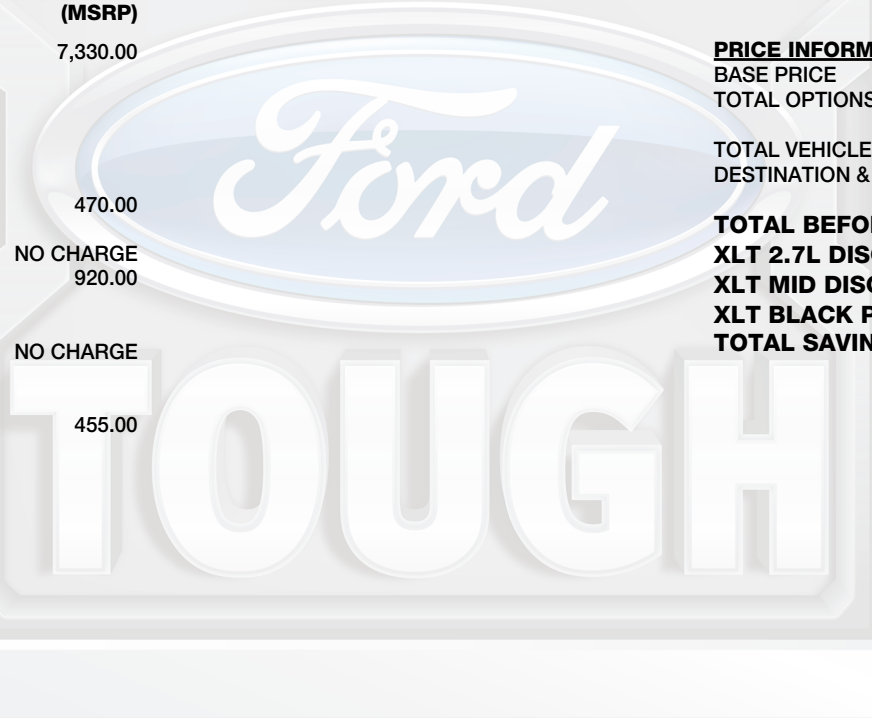 (MSRP)
7,330.00
470.00
NO CHARGE
920.00
NO CHARGE
455.00
PRICE INFORM
BASE PRICE
TOTAL OPTIONS
TOTAL VEHICLE
DESTINATION &
TOTAL BEFO
XLT 2.7L DIS
XLT MID DISC
XLT BLACK P
TOTAL SAVIN
Ford
TOUGH